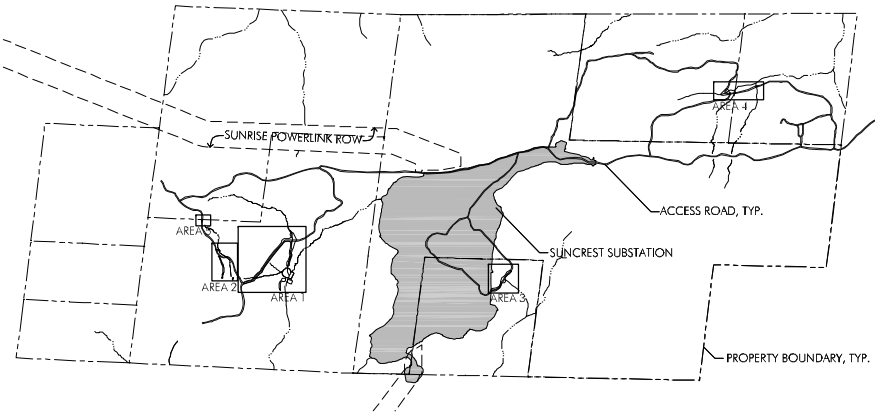 AREA 4
SUNRISE POWERLINK ROW
ACCESS ROAD, TYP.
AREA
SUNCREST SUBSTATION
AREA 2
AREA 1
AREA 3
PROPERTY BOUNDARY, TYP.